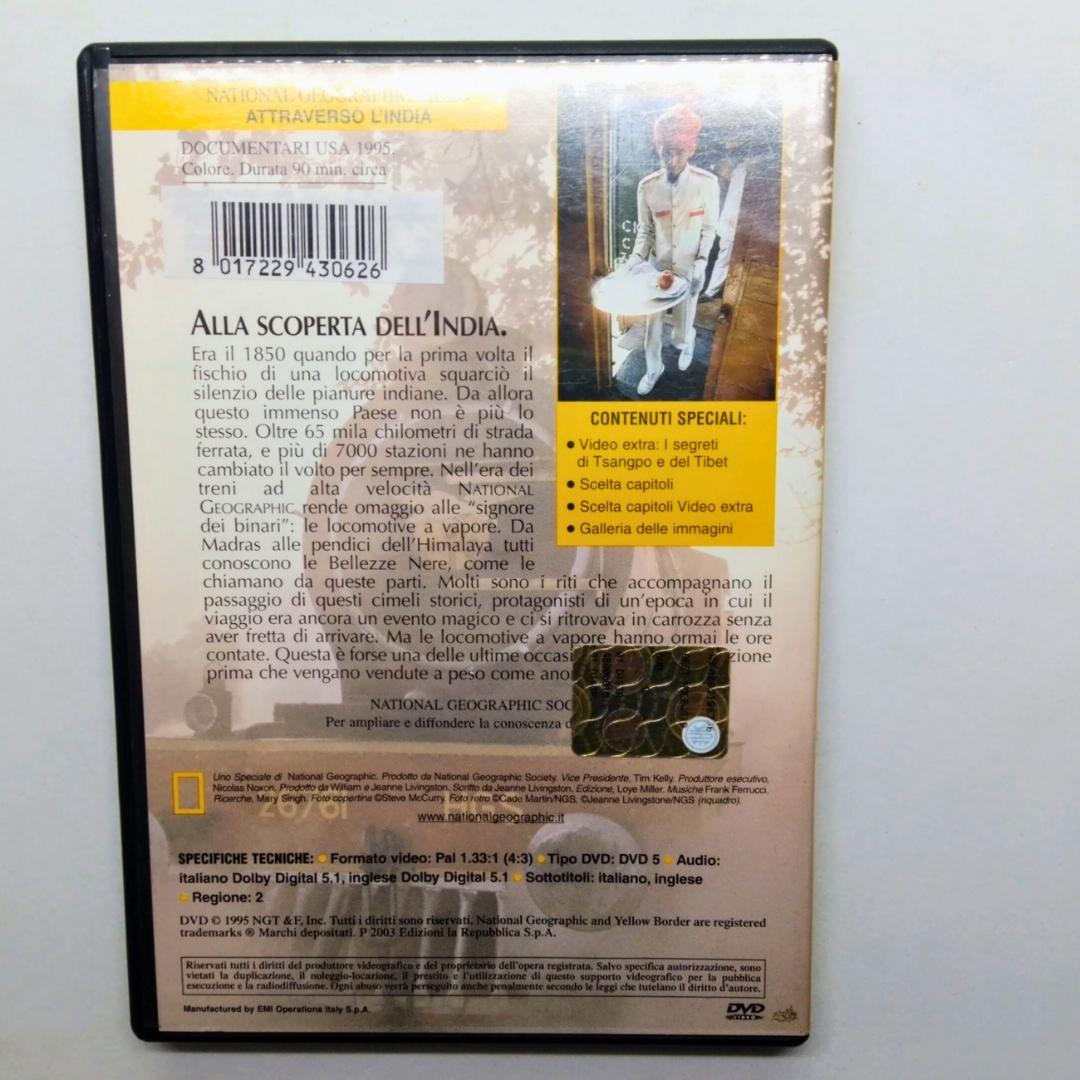 NATIONAL GEOGRAPHIC VIDEO
ATTRAVERSO L'INDIA
DOCUMENTARI USA 1995.
Colore. Durata 90 min. circa
8 017229 430626
ALLA SCOPERTA DELL'INDIA.
Era il 1850 quando per la prima volta il
fischio di una locomotiva squarciò il
silenzio delle pianure indiane. Da allora
questo immenso Paese non è più lo
stesso. Oltre 65 mila chilometri di strada
ferrata, e più di 7000 stazioni ne hanno
cambiato il volto per sempre. Nell'era dei
treni ad alta velocità NATIONAL
GEOGRAPHIC rende omaggio alle "signore
dei binari": le locomotive a vapore. Da
Madras alle pendici dell'Himalaya tutti
conoscono le Bellezze Nere, come le
chiamano da queste parti. Molti sono i riti che accompagnano il
passaggio di questi cimeli storici, protagonisti di un'epoca in cui il
viaggio era ancora un evento magico e ci si ritrovava in carrozza senza
aver fretta di arrivare. Ma le locomotive a vapore hanno ormai le ore
contate. Questa è forse una delle ultime occasi zione
prima che vengano vendute a peso come ano
NATIONAL GEOGRAPHIC SOC
Per ampliare e diffondere la conoscenza d
CONTENUTI SPECIALI:
• Video extra: I segreti
di Tsangpo e del Tibet
• Scelta capitoli
• Scelta capitoli Video extra
• Galleria delle immagini
Uno Speciale di National Geographic. Prodotto da National Geographic Society. Vice Presidente, Tim Kelly. Produttore esecutivo,
Nicolas Noxon. Prodotto da William e Jeanne Livingston. Scritto da Jeanne Livingston. Edizione, Loye Miller. Musiche Frank Ferrucci.
Ricerche, Mary Singh. Foto copertina ©Steve McCurry. Foto retro ©Cade Martin/NGS, ©Jeanne Livingstone/NGS (riquadro).
www.nationalgeographic.it
SPECIFICHE TECNICHE: • Formato video: Pal 1.33:1 (4:3) • Tipo DVD: DVD 5 • Audio:
italiano Dolby Digital 5.1, inglese Dolby Digital 5.1 • Sottotitoli: italiano, inglese
• Regione: 2
DVD © 1995 NGT & F, Inc. Tutti i diritti sono riservati. National Geographic and Yellow Border are registered
trademarks ® Marchi depositati. P 2003 Edizioni la Repubblica S.p.A.
Riservati tutti i diritti del produttore videografico e del proprietario dell'opera registrata. Salvo specifica autorizzazione, sono
vietati la duplicazione, il noleggio-locazione, il prestito e l'utilizzazione di questo supporto videografico per la pubblica
esecuzione e la radiodiffusione. Ogni abuso verrà perseguito anche penalmente secondo le leggi che tutelano il diritto d'autore.
Manufactured by EMI Operations Italy S.p.A.
DVD
VIDEO